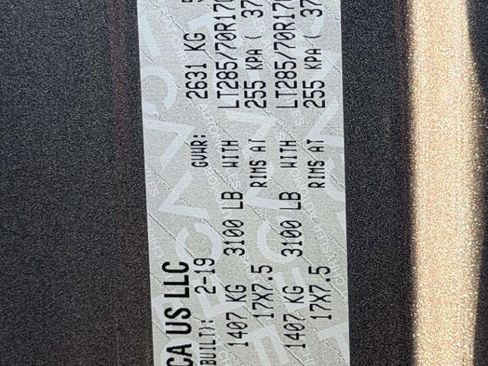 CA US LLC
BUILT): 2-19 GVWR: 2631 KG
1407 KG 3100 LB WITH LT285/70R17
17X7.5 RIMS AT 255 KPA ( 37
1407 KG 3100 LB WITH LT285/70R17
17X7.5 RIMS AT 255 KPA ( 37